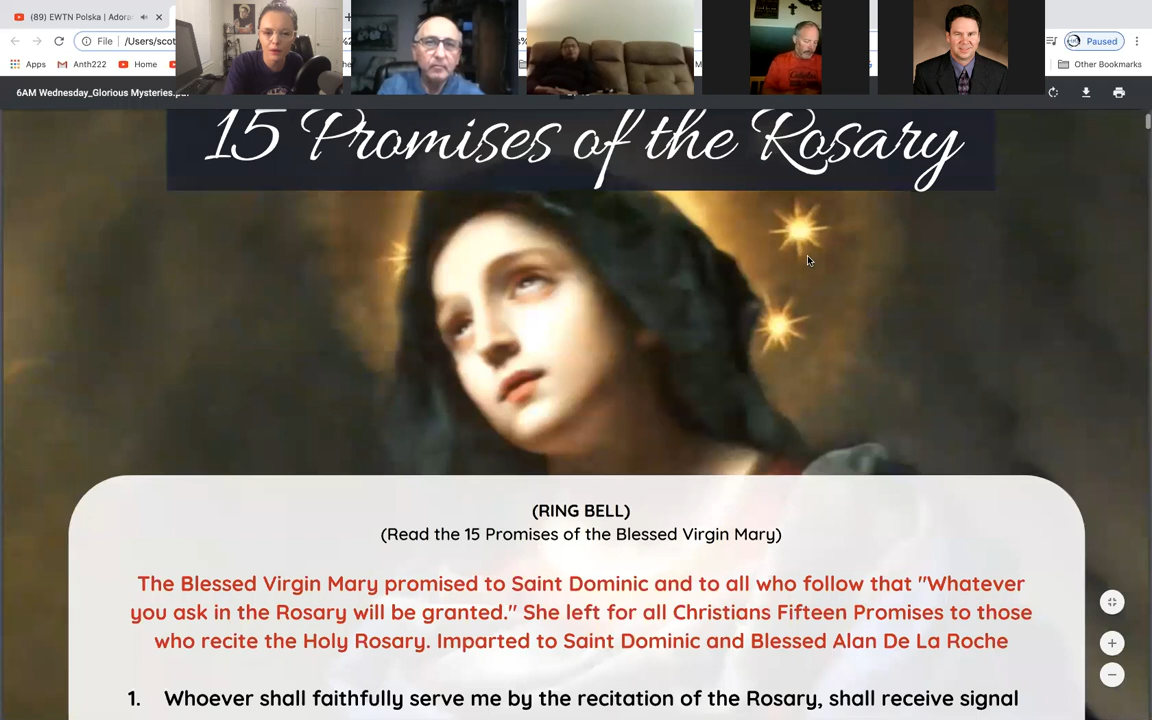 (89) EWTN Polska | Adora
File
/Users/scot
Paused
Apps
Anth222
Home
Other Bookmarks
6AM Wednesday_Glorious Mysteries.pdf
15 Promises of the Rosary
(RING BELL)
(Read the 15 Promises of the Blessed Virgin Mary)
The Blessed Virgin Mary promised to Saint Dominic and to all who follow that "Whatever
you ask in the Rosary will be granted." She left for all Christians Fifteen Promises to those
who recite the Holy Rosary. Imparted to Saint Dominic and Blessed Alan De La Roche
1. Whoever shall faithfully serve me by the recitation of the Rosary, shall receive signal